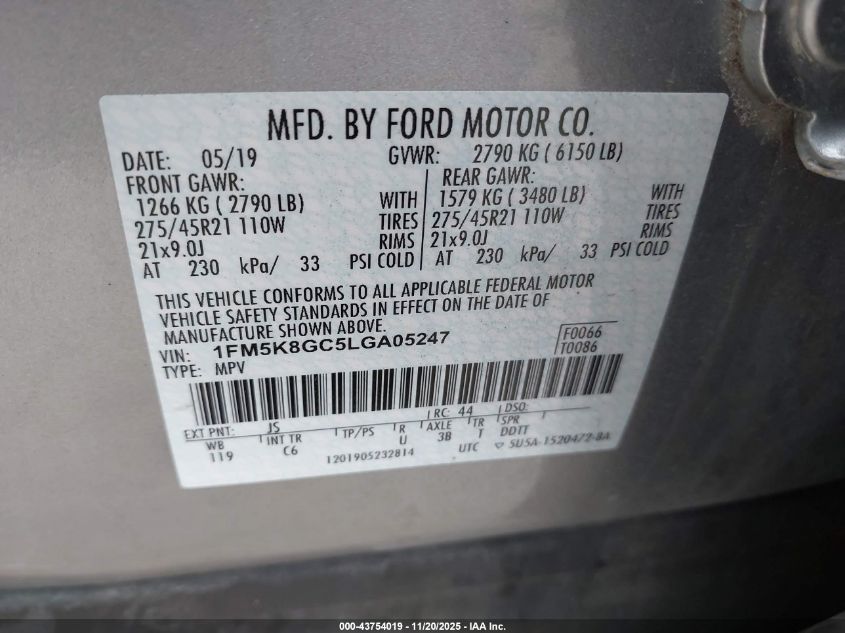 MFD. BY FORD MOTOR CO.
DATE: 05/19 GVWR: 2790 KG ( 6150 LB)
FRONT GAWR: REAR GAWR:
1266 KG ( 2790 LB) WITH 1579 KG ( 3480 LB) WITH
275/45R21 110W TIRES 275/45R21 110W TIRES
21x9.0J RIMS 21x9.0J RIMS
AT 230 kPa/ 33 PSI COLD AT 230 kPa/ 33 PSI COLD
THIS VEHICLE CONFORMS TO ALL APPLICABLE FEDERAL MOTOR
VEHICLE SAFETY STANDARDS IN EFFECT ON THE DATE OF
MANUFACTURE SHOWN ABOVE.
VIN: 1FM5K8GC5LGA05247 F0066
TYPE: MPV T0086
EXT PNT: JS RC: 44 DSO:
WB INT TR TP/PS R AXLE TR SPR
119 C6 U 3B T DDTT
1201905232814 UTC ▽ 5U5A-15204/2-8A
000-43754019 - 11/20/2025 - IAA Inc.